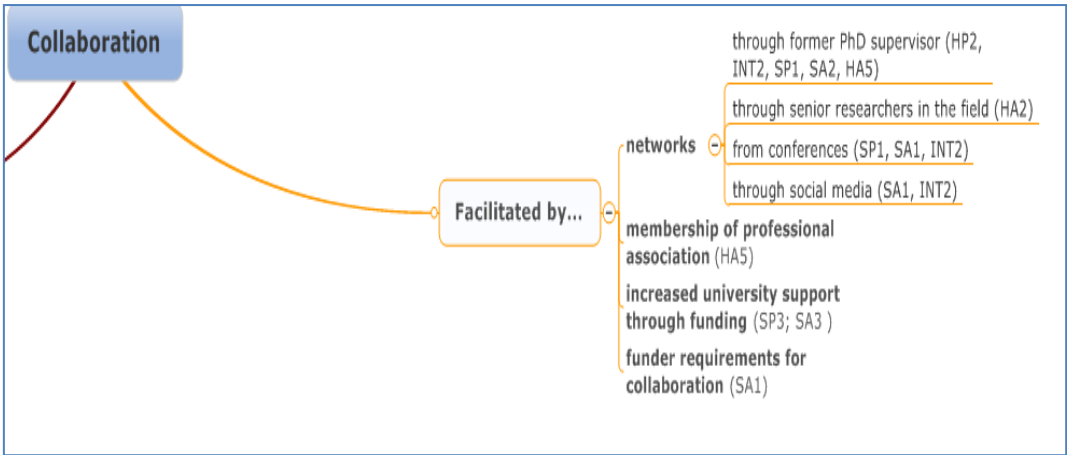 Collaboration
Facilitated by...
networks
through former PhD supervisor (HP2,
INT2, SP1, SA2, HA5)
through senior researchers in the field (HA2)
from conferences (SP1, SA1, INT2)
through social media (SA1, INT2)
membership of professional
association (HA5)
increased university support
through funding (SP3; SA3 )
funder requirements for
collaboration (SA1)